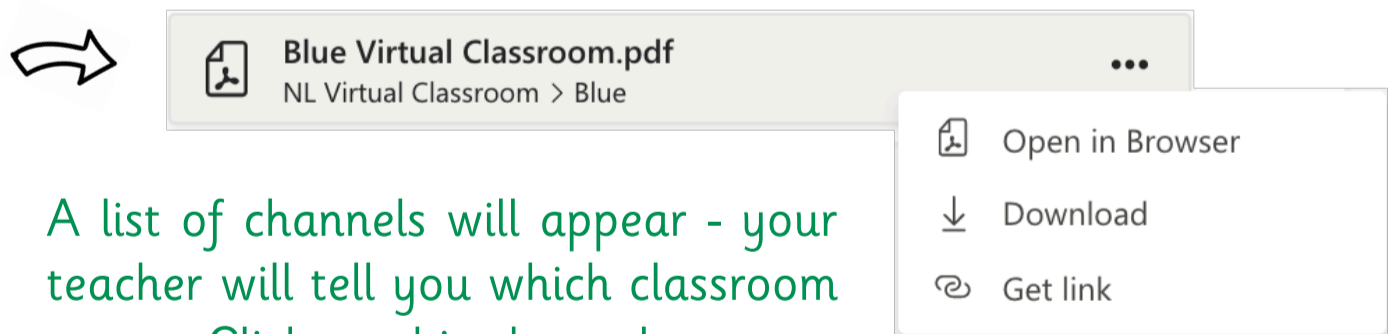 Blue Virtual Classroom.pdf
NL Virtual Classroom > Blue
Open in Browser
Download
Get link
A list of channels will appear - your
teacher will tell you which classroom